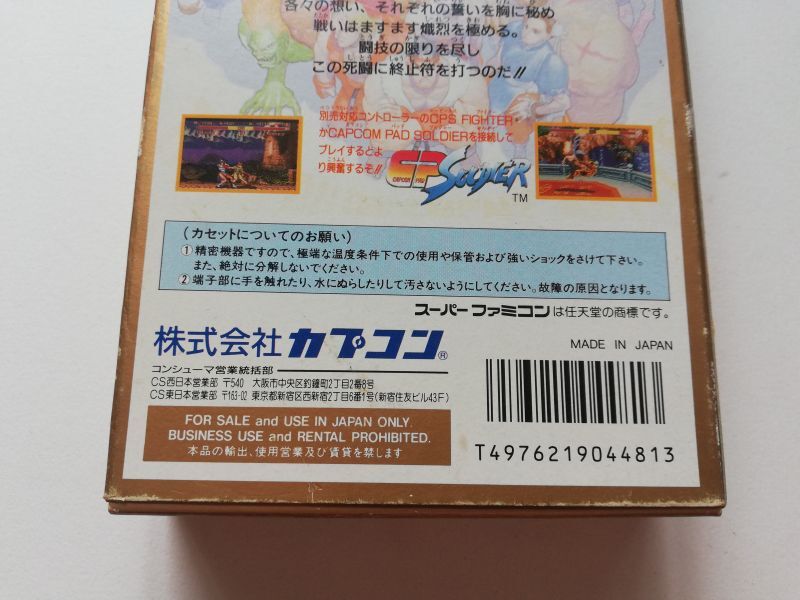 各々の想い、それぞれの誓いを胸に秘め
戦いはますます熾烈を極める。
闘技の限りを尽し
この死闘に終止符を打つのだ!!
別売対応コントローラーのCPS FIGHTER
かCAPCOM PAD SOLDIERを接続して
プレイするとよ
り興奮するぞ!!
CAPCOM PAD SOLDIER TM
(カセットについてのお願い)
①精密機器ですので、極端な温度条件下での使用や保管および強いショックをさけて下さい。
また、絶対に分解しないでください。
②端子部に手を触れたり、水にぬらしたりして汚さないようにしてください。故障の原因となります。
スーパーファミコンは任天堂の商標です。
株式会社カプコン®
MADE IN JAPAN
コンシューマ営業統括部
CS西日本営業部 〒540 大阪市中央区釣鐘町2丁目2番8号
CS東日本営業部 〒163-02 東京都新宿区西新宿2丁目6番1号(新宿住友ビル43F)
FOR SALE and USE IN JAPAN ONLY.
BUSINESS USE and RENTAL PROHIBITED.
本品の輸出、使用営業及び賃貸を禁じます
T4976219044813